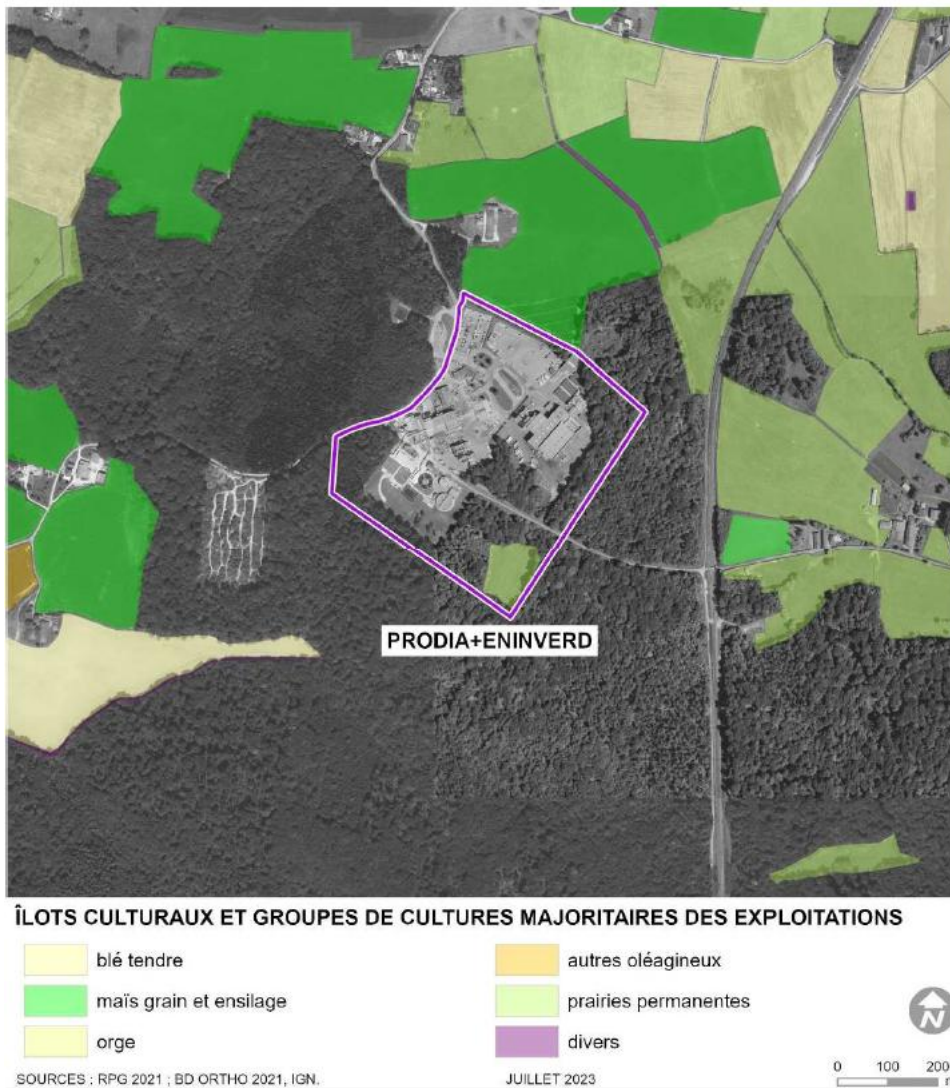 PRODIA+ENINVERD
ÎLOTS CULTURAUX ET GROUPES DE CULTURES MAJORITAIRES DES EXPLOITATIONS
blé tendre
autres oléagineux
maïs grain et ensilage
prairies permanentes
orge
divers
N
SOURCES : RPG 2021 ; BD ORTHO 2021, IGN.
JUILLET 2023
0 100 200